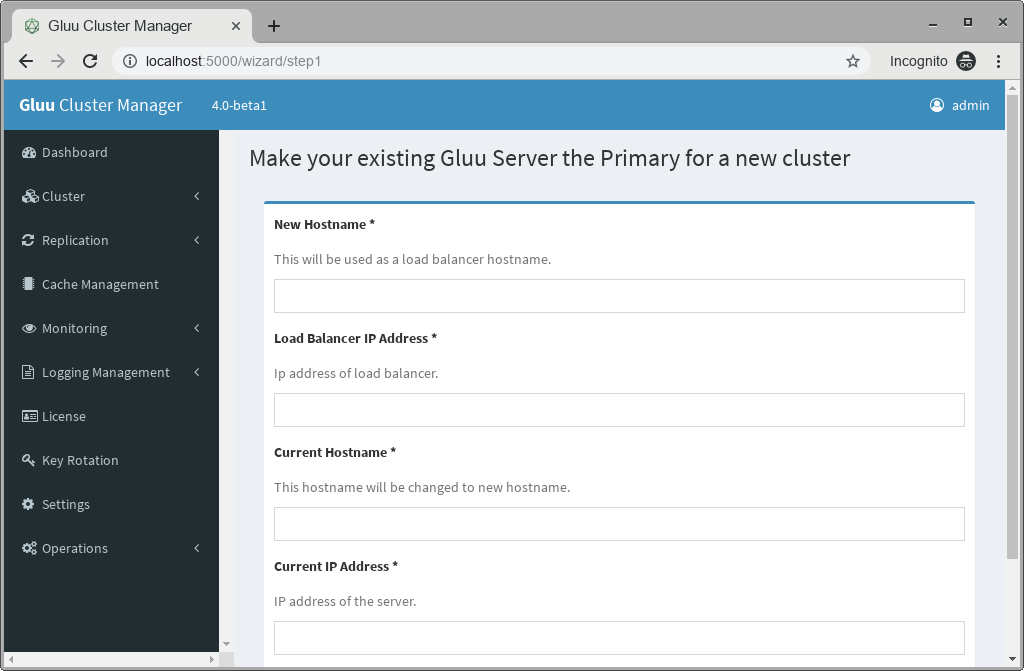 Gluu Cluster Manager
localhost:5000/wizard/step1
Incognito
Gluu Cluster Manager 4.0-beta1 admin
Dashboard
Cluster
Replication
Cache Management
Monitoring
Logging Management
License
Key Rotation
Settings
Operations
Make your existing Gluu Server the Primary for a new cluster
New Hostname *
This will be used as a load balancer hostname.
Load Balancer IP Address *
Ip address of load balancer.
Current Hostname *
This hostname will be changed to new hostname.
Current IP Address *
IP address of the server.